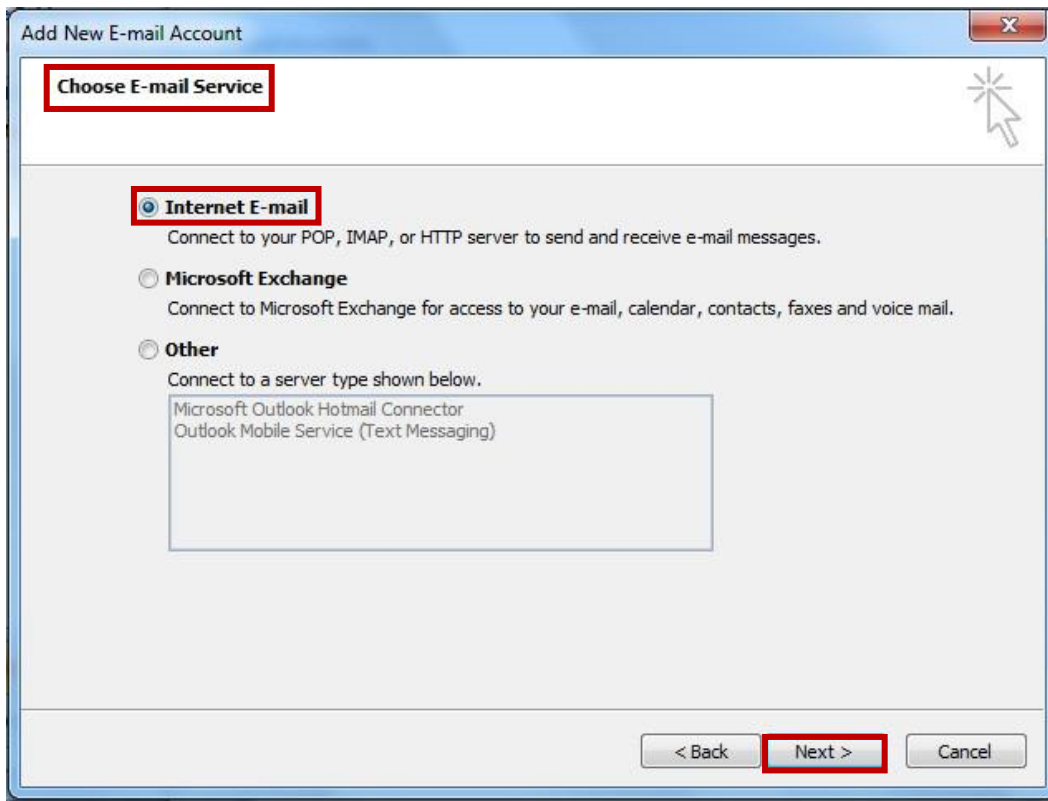 Add New E-mail Account
Choose E-mail Service
Internet E-mail
Connect to your POP, IMAP, or HTTP server to send and receive e-mail messages.
Microsoft Exchange
Connect to Microsoft Exchange for access to your e-mail, calendar, contacts, faxes and voice mail.
Other
Connect to a server type shown below.
Microsoft Outlook Hotmail Connector
Outlook Mobile Service (Text Messaging)
< Back Next > Cancel